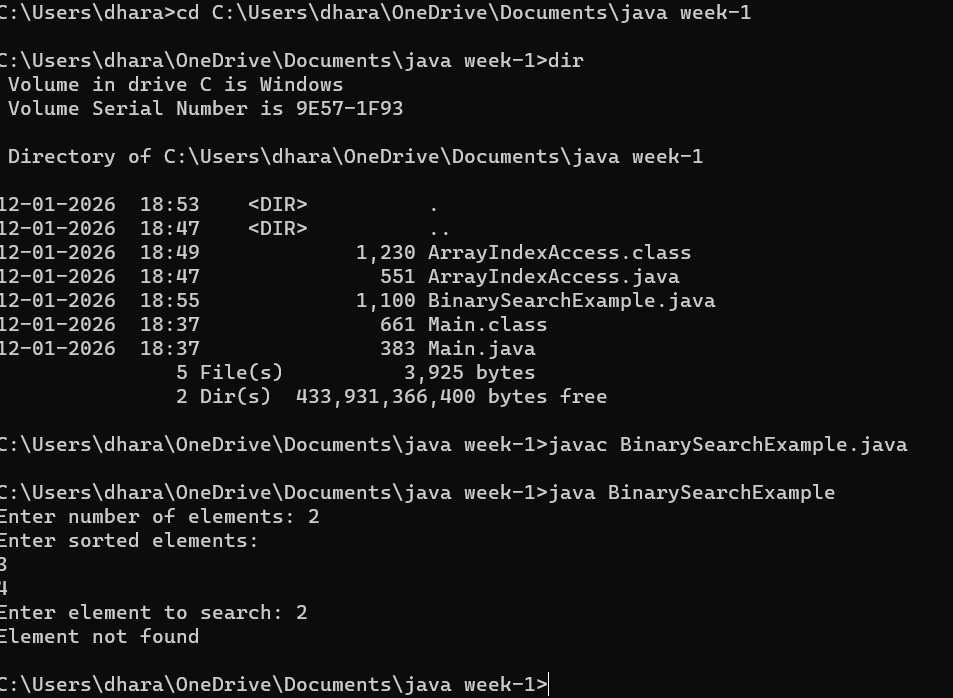 C:\Users\dhara>cd C:\Users\dhara\OneDrive\Documents\java week-1
C:\Users\dhara\OneDrive\Documents\java week-1>dir
Volume in drive C is Windows
Volume Serial Number is 9E57-1F93
Directory of C:\Users\dhara\OneDrive\Documents\java week-1
12-01-2026  18:53    <DIR>          .
12-01-2026  18:47    <DIR>          ..
12-01-2026  18:49             1,230 ArrayIndexAccess.class
12-01-2026  18:47               551 ArrayIndexAccess.java
12-01-2026  18:55             1,100 BinarySearchExample.java
12-01-2026  18:37               661 Main.class
12-01-2026  18:37               383 Main.java
5 File(s)          3,925 bytes
2 Dir(s)  433,931,366,400 bytes free
C:\Users\dhara\OneDrive\Documents\java week-1>javac BinarySearchExample.java
C:\Users\dhara\OneDrive\Documents\java week-1>java BinarySearchExample
Enter number of elements: 2
Enter sorted elements:
3
4
Enter element to search: 2
Element not found
C:\Users\dhara\OneDrive\Documents\java week-1>